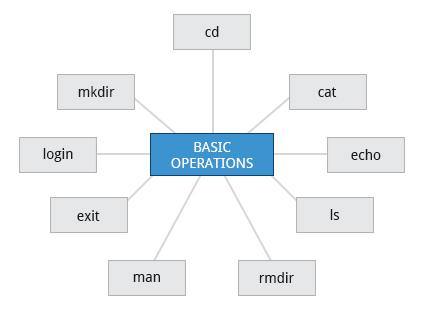 cd
mkdir
cat
BASIC
OPERATIONS
login
echo
exit
ls
man
rmdir